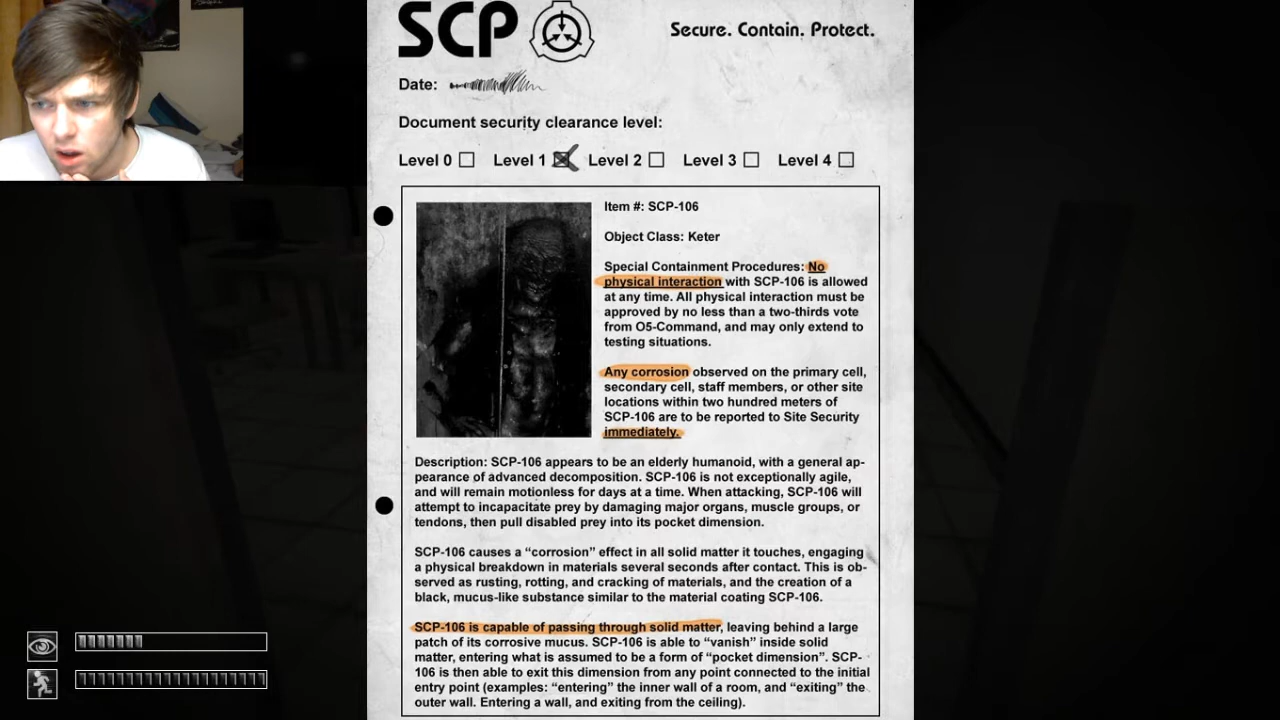 SCP
Secure. Contain. Protect.
Date:
Document security clearance level:
Level 0 Level 1 Level 2 Level 3 Level 4
Item #: SCP-106
Object Class: Keter
Special Containment Procedures: No
physical interaction with SCP-106 is allowed
at any time. All physical interaction must be
approved by no less than a two-thirds vote
from O5-Command, and may only extend to
testing situations.
Any corrosion observed on the primary cell,
secondary cell, staff members, or other site
locations within two hundred meters of
SCP-106 are to be reported to Site Security
immediately.
Description: SCP-106 appears to be an elderly humanoid, with a general ap-
pearance of advanced decomposition. SCP-106 is not exceptionally agile,
and will remain motionless for days at a time. When attacking, SCP-106 will
attempt to incapacitate prey by damaging major organs, muscle groups, or
tendons, then pull disabled prey into its pocket dimension.
SCP-106 causes a “corrosion” effect in all solid matter it touches, engaging
a physical breakdown in materials several seconds after contact. This is ob-
served as rusting, rotting, and cracking of materials, and the creation of a
black, mucus-like substance similar to the material coating SCP-106.
SCP-106 is capable of passing through solid matter, leaving behind a large
patch of its corrosive mucus. SCP-106 is able to “vanish” inside solid
matter, entering what is assumed to be a form of “pocket dimension”. SCP-
106 is then able to exit this dimension from any point connected to the initial
entry point (examples: “entering” the inner wall of a room, and “exiting” the
outer wall. Entering a wall, and exiting from the ceiling).